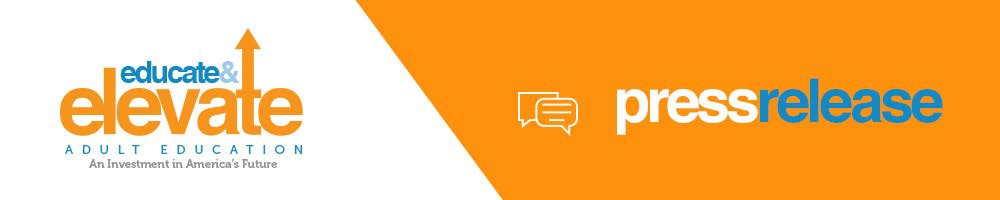 educate&
elevate
ADULT EDUCATION
An Investment in America's Future
pressrelease